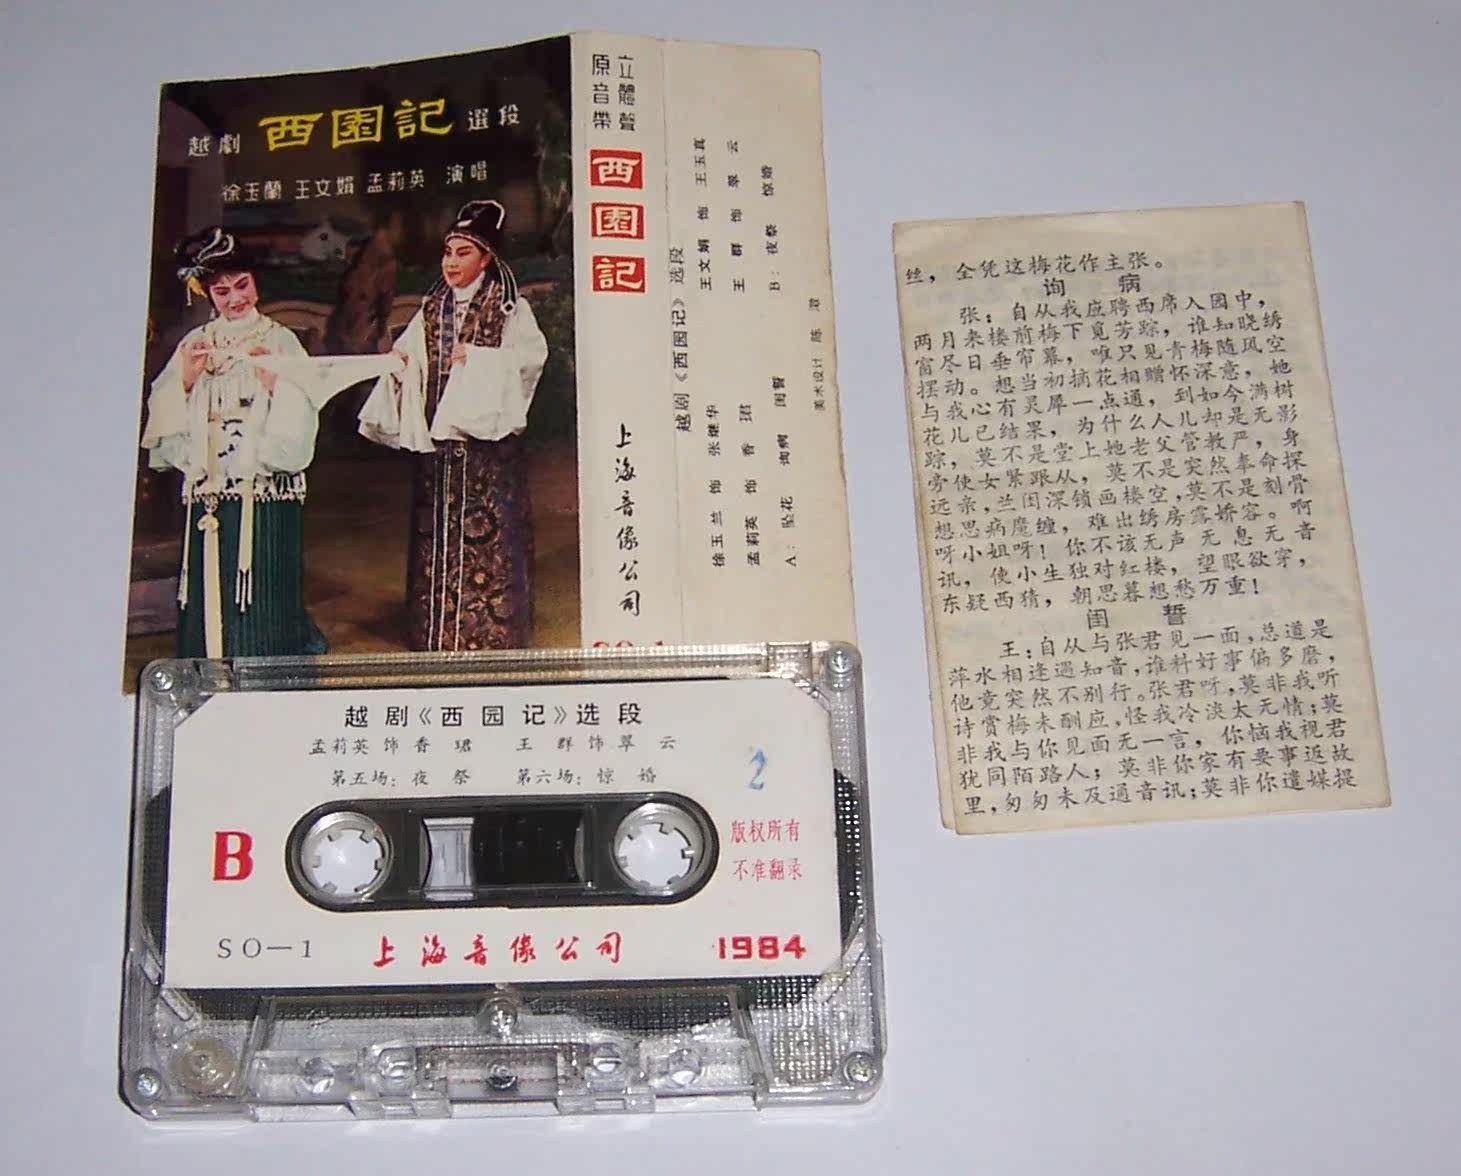 越劇 西園記 選段
徐玉蘭 王文娟 孟莉英 演唱
立體聲
原音帶
西園記
上海音像公司
SO-1
越剧《西园记》选段
徐玉兰 饰 张继华 王文娟 饰 王玉真
孟莉英 饰 香 珺 王 群 饰 翠 云
A: 坠花 询病 闺誓 B: 夜祭 惊婚
美术设计 陈
越剧《西园记》选段
孟莉英饰香 珺 王 群饰翠 云
第五场:夜 祭 第六场:惊 婚
2
B
版权所有
不准翻录
SO—1 上海音像公司 1984
丝,全凭这梅花作主张。
询 病
张:自从我应聘西席入园中,
两月来楼前梅下觅芳踪,谁知晓绣
窗尽日垂帘幕,唯只见青梅随风空
摆动。想当初摘花相赠怀深意,她
与我心有灵犀一点通,到如今满树
花儿已结果,为什么人儿却是无影
踪,莫不是堂上她老父管教严,身
旁使女紧跟从,莫不是突然奉命探
远亲,兰闺深锁画楼空,莫不是刻骨
想思病魔缠,难出绣房露娇容。啊
呀小姐呀!你不该无声无息无音
讯,使小生独对红楼,望眼欲穿,
东疑西猜,朝思暮想愁万重!
闺 誓
王:自从与张君见一面,总道是
萍水相逢遇知音,谁料好事偏多磨,
他竟突然不别行。张君呀,莫非我听
诗赏梅未酬应,怪我冷淡太无情;莫
非我与你见面无一言,你恼我视君
犹同陌路人;莫非你家有要事返故
里,匆匆未及通音讯;莫非你遣媒提